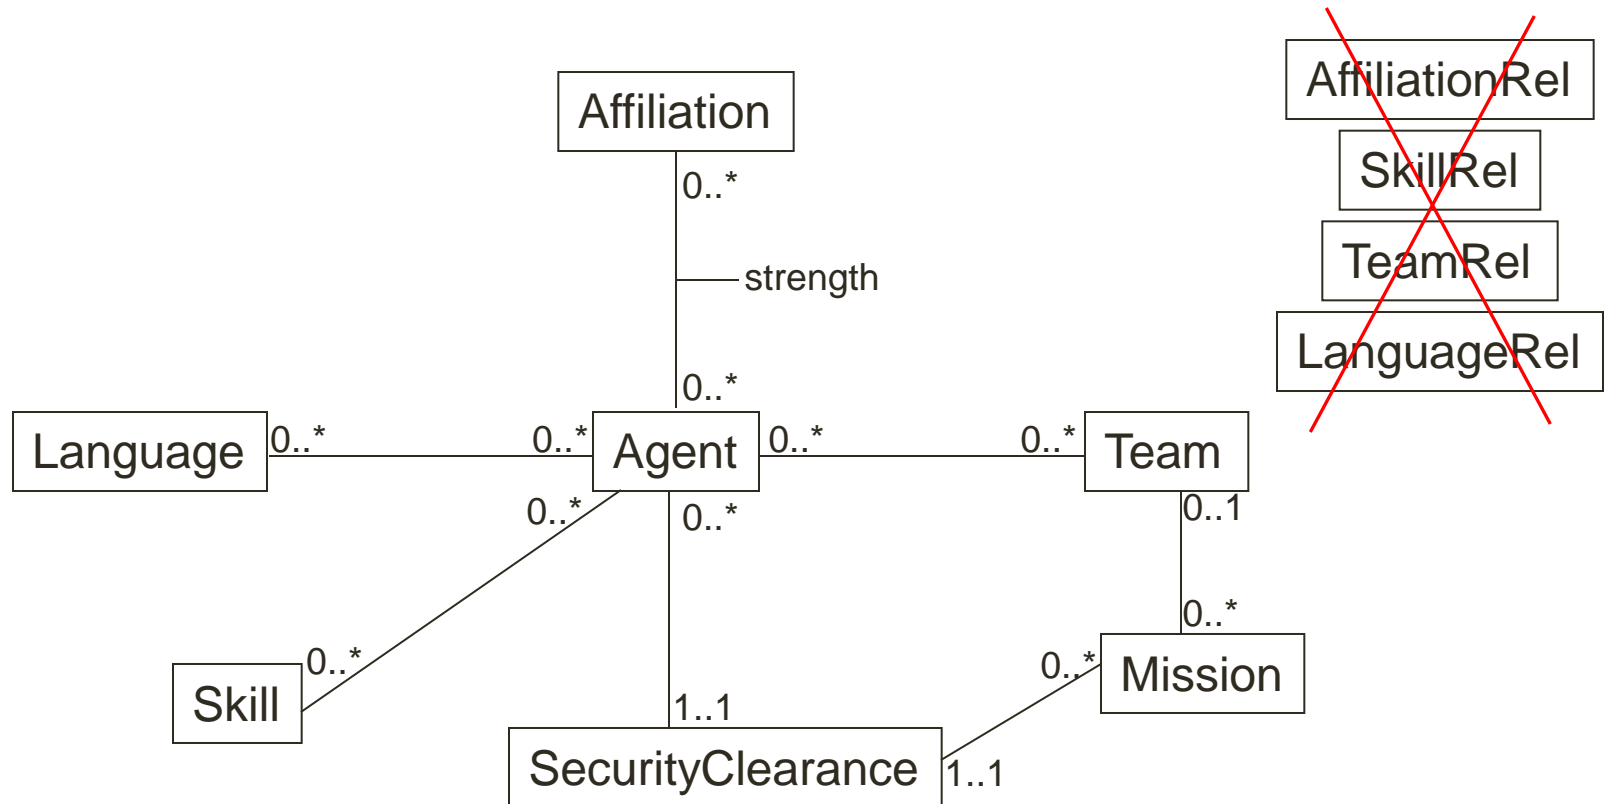 AffiliationRel
Affiliation
SkillRel
0..*
TeamRel
strength
LanguageRel
0..*
Language
0..*
0..*
Agent
0..*
0..*
Team
0..*
0..*
0..1
0..*
0..*
0..*
Skill
1..1
Mission
SecurityClearance
1..1